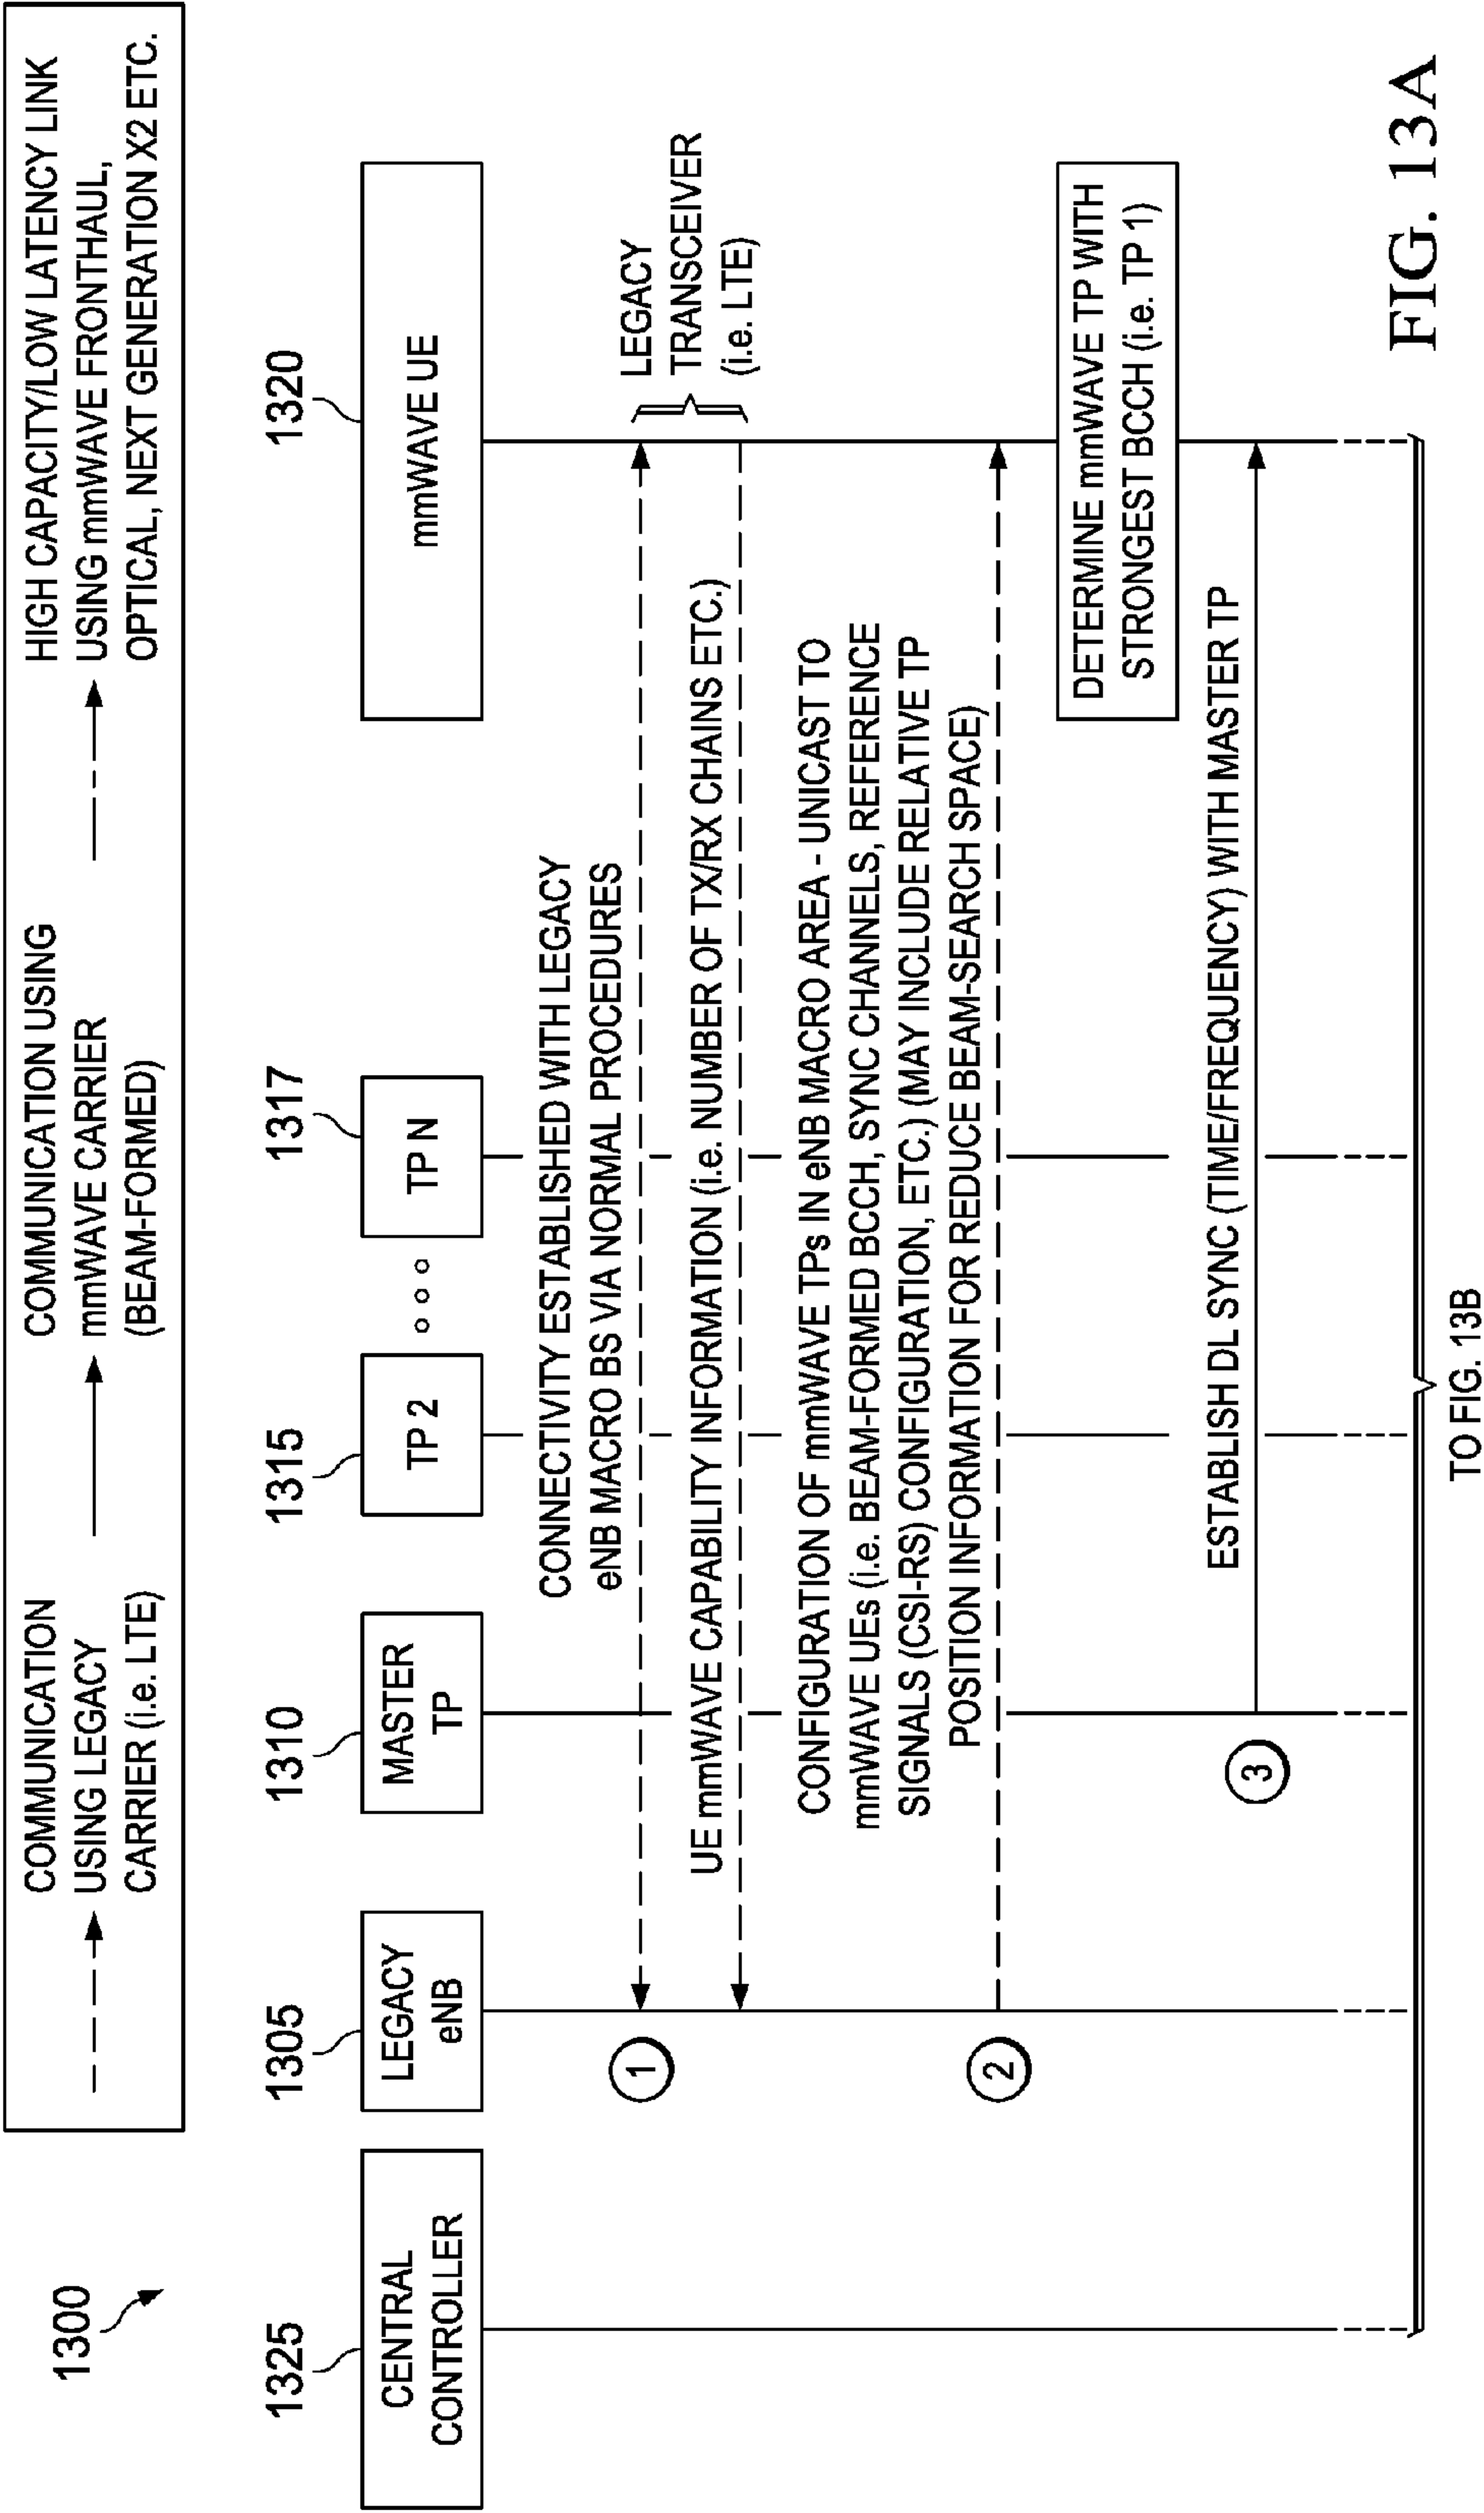 1300
COMMUNICATION
USING LEGACY
CARRIER (i.e. LTE)
COMMUNICATION USING
mmWAVE CARRIER
(BEAM-FORMED)
HIGH CAPACITY/LOW LATENCY LINK
USING mmWAVE FRONTHAUL,
OPTICAL, NEXT GENERATION X2 ETC.
1325
1305
1310
1315
1317
1320
CENTRAL
CONTROLLER
LEGACY
eNB
MASTER
TP
TP 2
TP N
mmWAVE UE
CONNECTIVITY ESTABLISHED WITH LEGACY
eNB MACRO BS VIA NORMAL PROCEDURES
1
LEGACY
TRANSCEIVER
(i.e. LTE)
UE mmWAVE CAPABILITY INFORMATION (i.e. NUMBER OF TX/RX CHAINS ETC.)
CONFIGURATION OF mmWAVE TPs IN eNB MACRO AREA - UNICAST TO
mmWAVE UEs (i.e. BEAM-FORMED BCCH, SYNC CHANNELS, REFERENCE
SIGNALS (CSI-RS) CONFIGURATION, ETC.) (MAY INCLUDE RELATIVE TP
POSITION INFORMATION FOR REDUCE BEAM-SEARCH SPACE)
2
DETERMINE mmWAVE TP WITH
STRONGEST BCCH (i.e. TP 1)
ESTABLISH DL SYNC (TIME/FREQUENCY) WITH MASTER TP
3
TO FIG. 13B
FIG. 13A